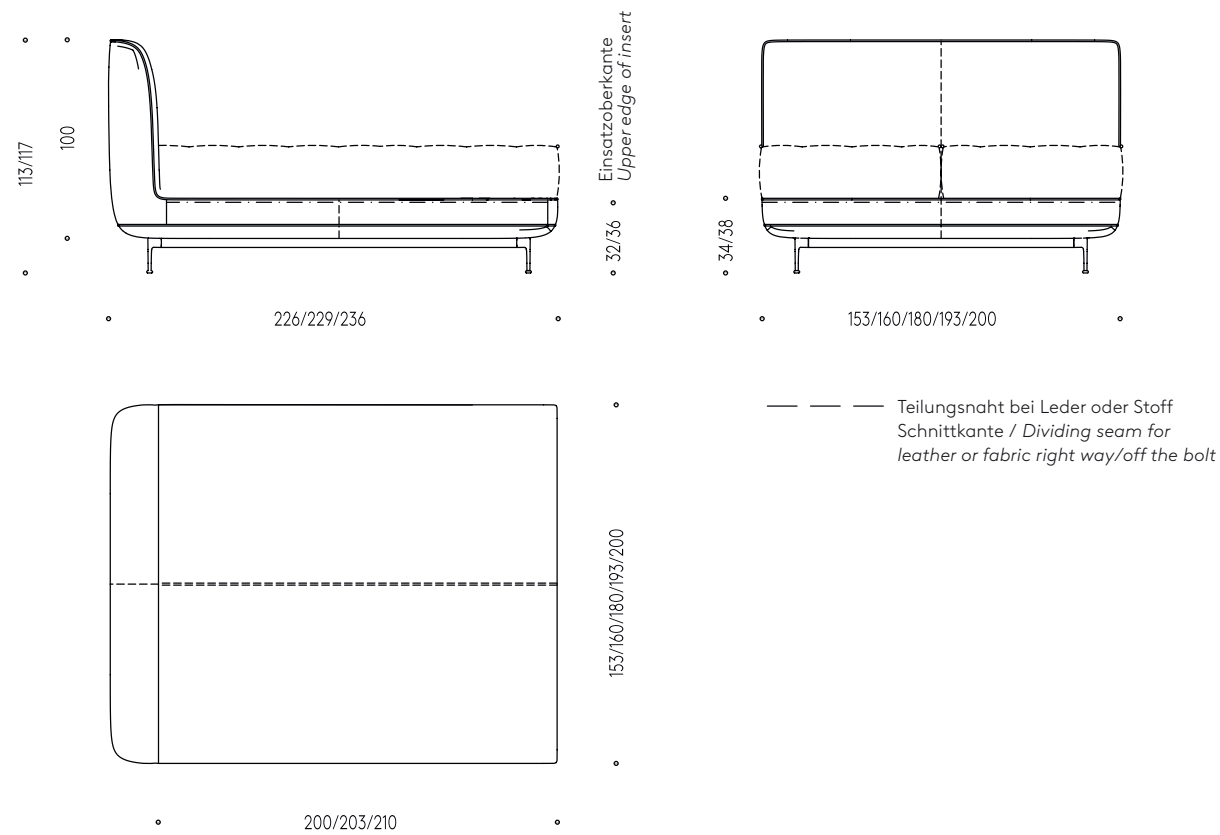 113/117
100
Einsatzoberkante
Upper edge of insert
32/36
226/229/236
34/38
153/160/180/193/200
Teilungsnaht bei Leder oder Stoff
Schnittkante / Dividing seam for
leather or fabric right way/off the bolt
153/160/180/193/200
200/203/210